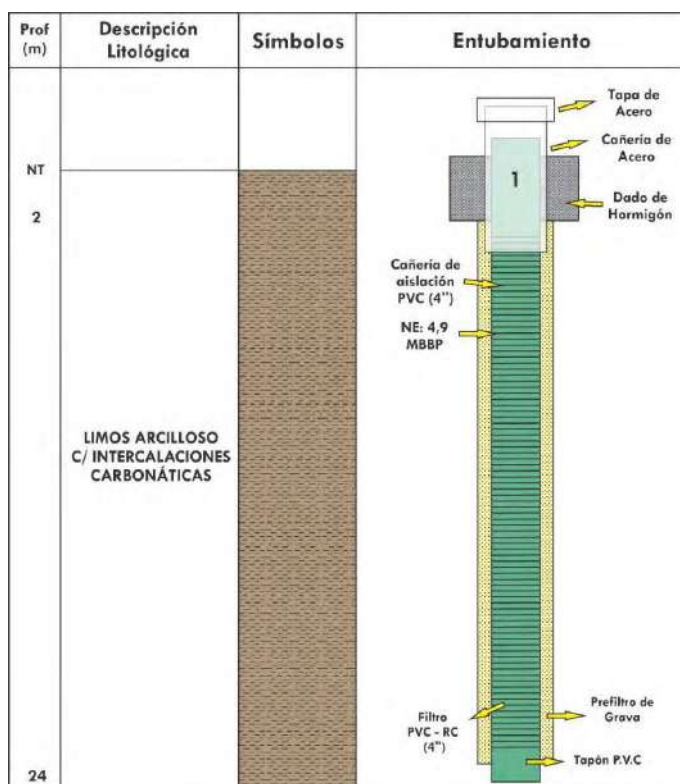 Prof
(m)
Descripción
Litológica
Símbolos
Entubamiento
NT
2
24
LIMOS ARCILLOSO
C/ INTERCALACIONES
CARBONÁTICAS
Tapa de
Acero
Cañería de
Acero
1
Dado de
Hormigón
Cañería de
aislación
PVC (4")
NE: 4,9
MBBP
Filtro
PVC - RC
(4")
Prefiltro de
Grava
Tapón P.V.C